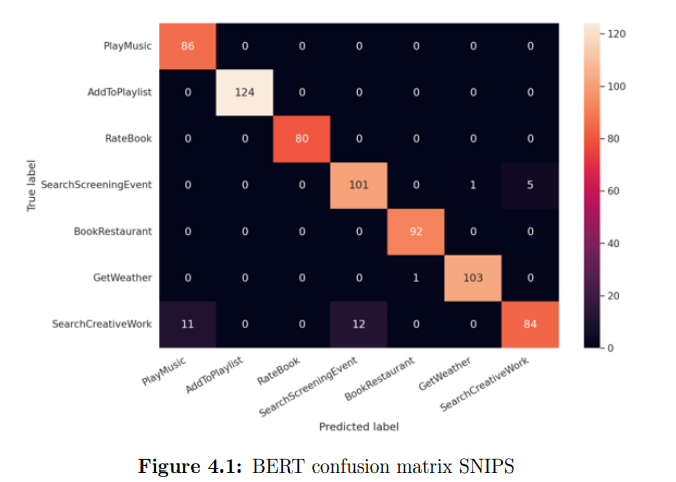 PlayMusic 86 0 0 0 0 0 0
AddToPlaylist 0 124 0 0 0 0 0
RateBook 0 0 80 0 0 0 0
SearchScreeningEvent 0 0 0 101 0 1 5
BookRestaurant 0 0 0 0 92 0 0
GetWeather 0 0 0 0 1 103 0
SearchCreativeWork 11 0 0 12 0 0 84
True label
PlayMusic AddToPlaylist RateBook SearchScreeningEvent BookRestaurant GetWeather SearchCreativeWork
Predicted label
120
100
80
60
40
20
0
Figure 4.1: BERT confusion matrix SNIPS